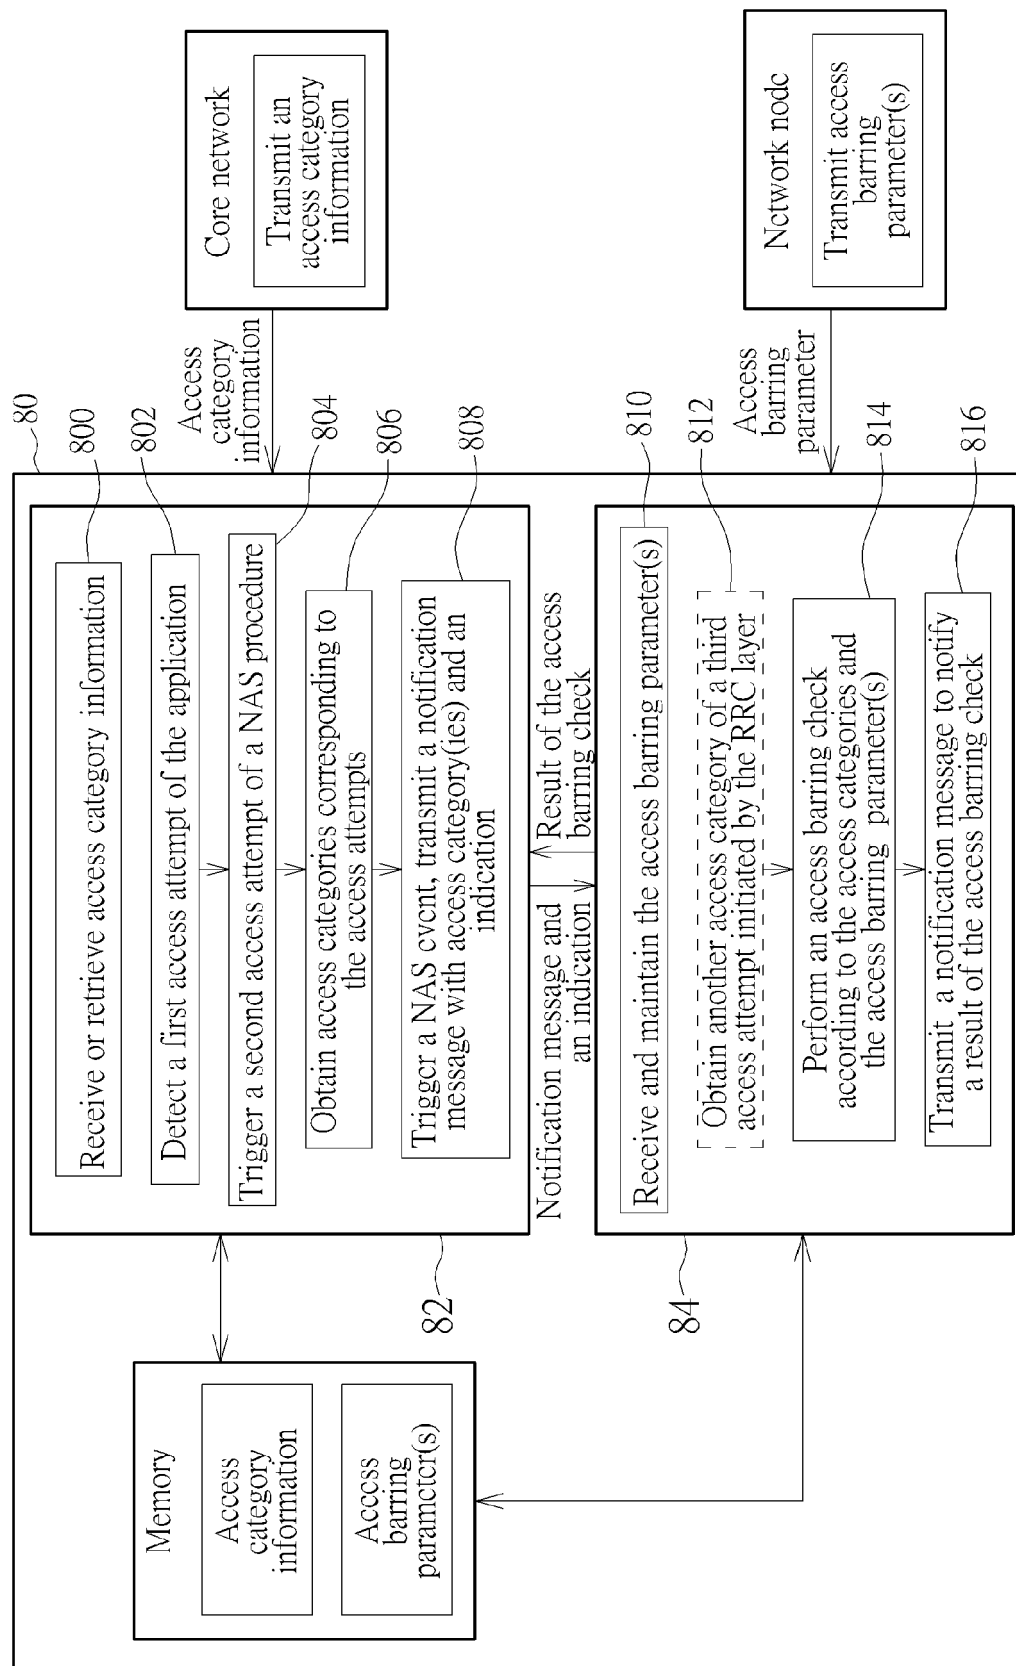 80
Memory
Access
category
information
Access
barring
parameter(s)
82
Receive or retrieve access category information
800
Detect a first access attempt of the application
802
Trigger a second access attempt of a NAS procedure
804
Obtain access categories corresponding to
the access attempts
806
Trigger a NAS event, transmit a notification
message with access category(ies) and an
indication
808
Access
category
information
Core network
Transmit an
access category
information
Notification message and
an indication
Result of the access
barring check
84
Receive and maintain the access barring parameter(s)
810
Obtain another access category of a third
access attempt initiated by the RRC layer
812
Perform an access barring check
according to the access categories and
the access barring parameter(s)
814
Transmit a notification message to notify
a result of the access barring check
816
Access
barring
parameter
Network node
Transmit access
barring
parameter(s)